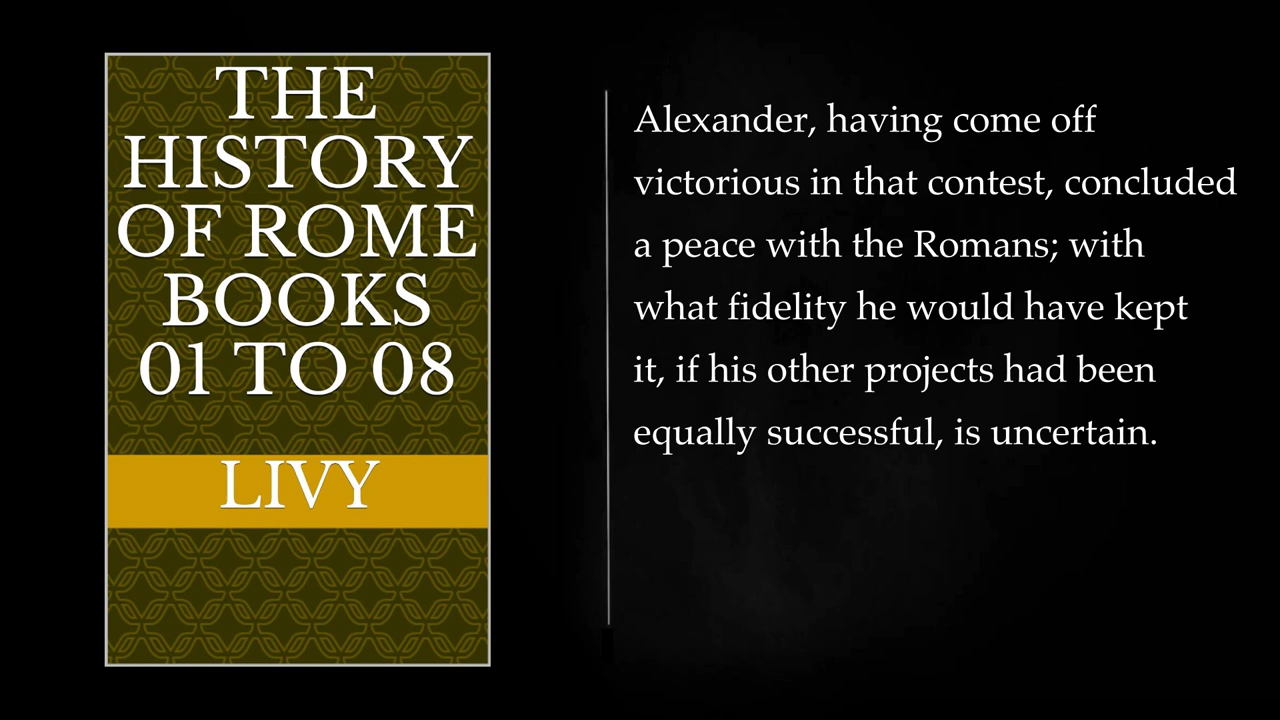 THE
HISTORY
OF ROME
BOOKS
01 TO 08
LIVY
Alexander, having come off
victorious in that contest, concluded
a peace with the Romans; with
what fidelity he would have kept
it, if his other projects had been
equally successful, is uncertain.